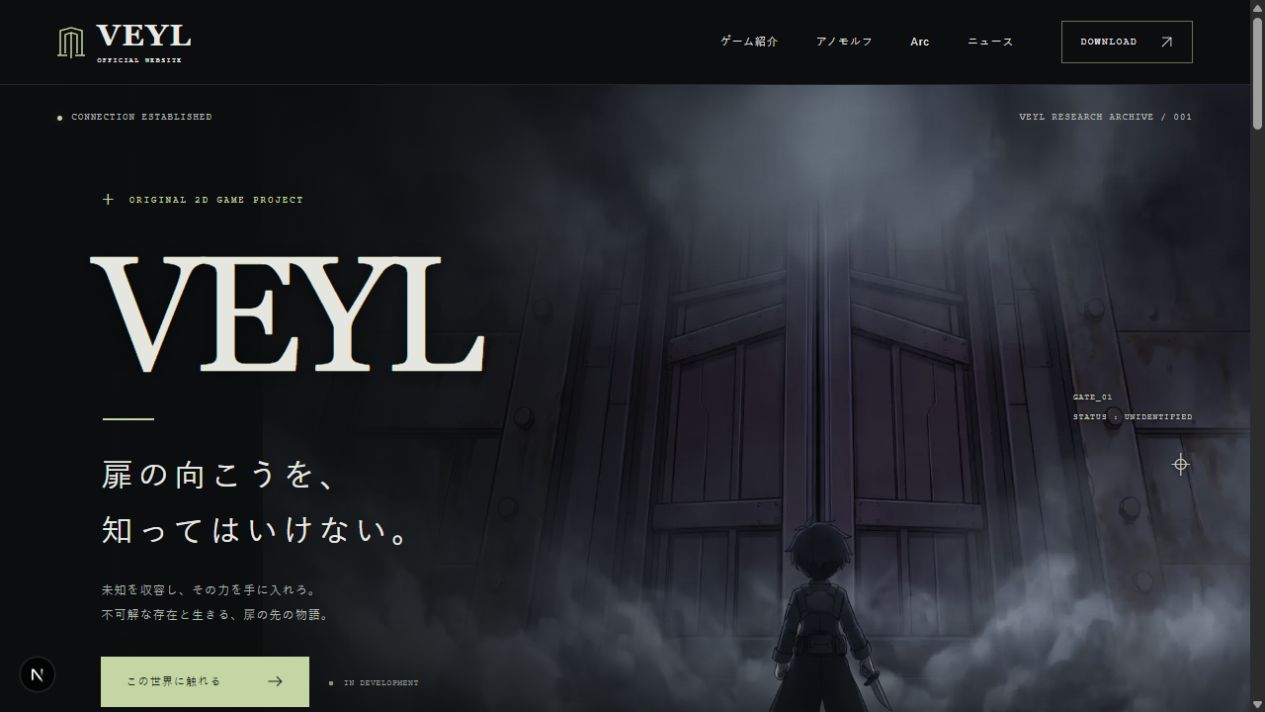 VEYL
OFFICIAL WEBSITE
ゲーム紹介
アノモルフ
Arc
ニュース
DOWNLOAD
CONNECTION ESTABLISHED
VEYL RESEARCH ARCHIVE / 001
ORIGINAL 2D GAME PROJECT
VEYL
GATE_01
STATUS : UNIDENTIFIED
扉の向こうを、
知ってはいけない。
未知を収容し、その力を手に入れろ。
不可解な存在と生きる、扉の先の物語。
この世界に触れる
IN DEVELOPMENT
N